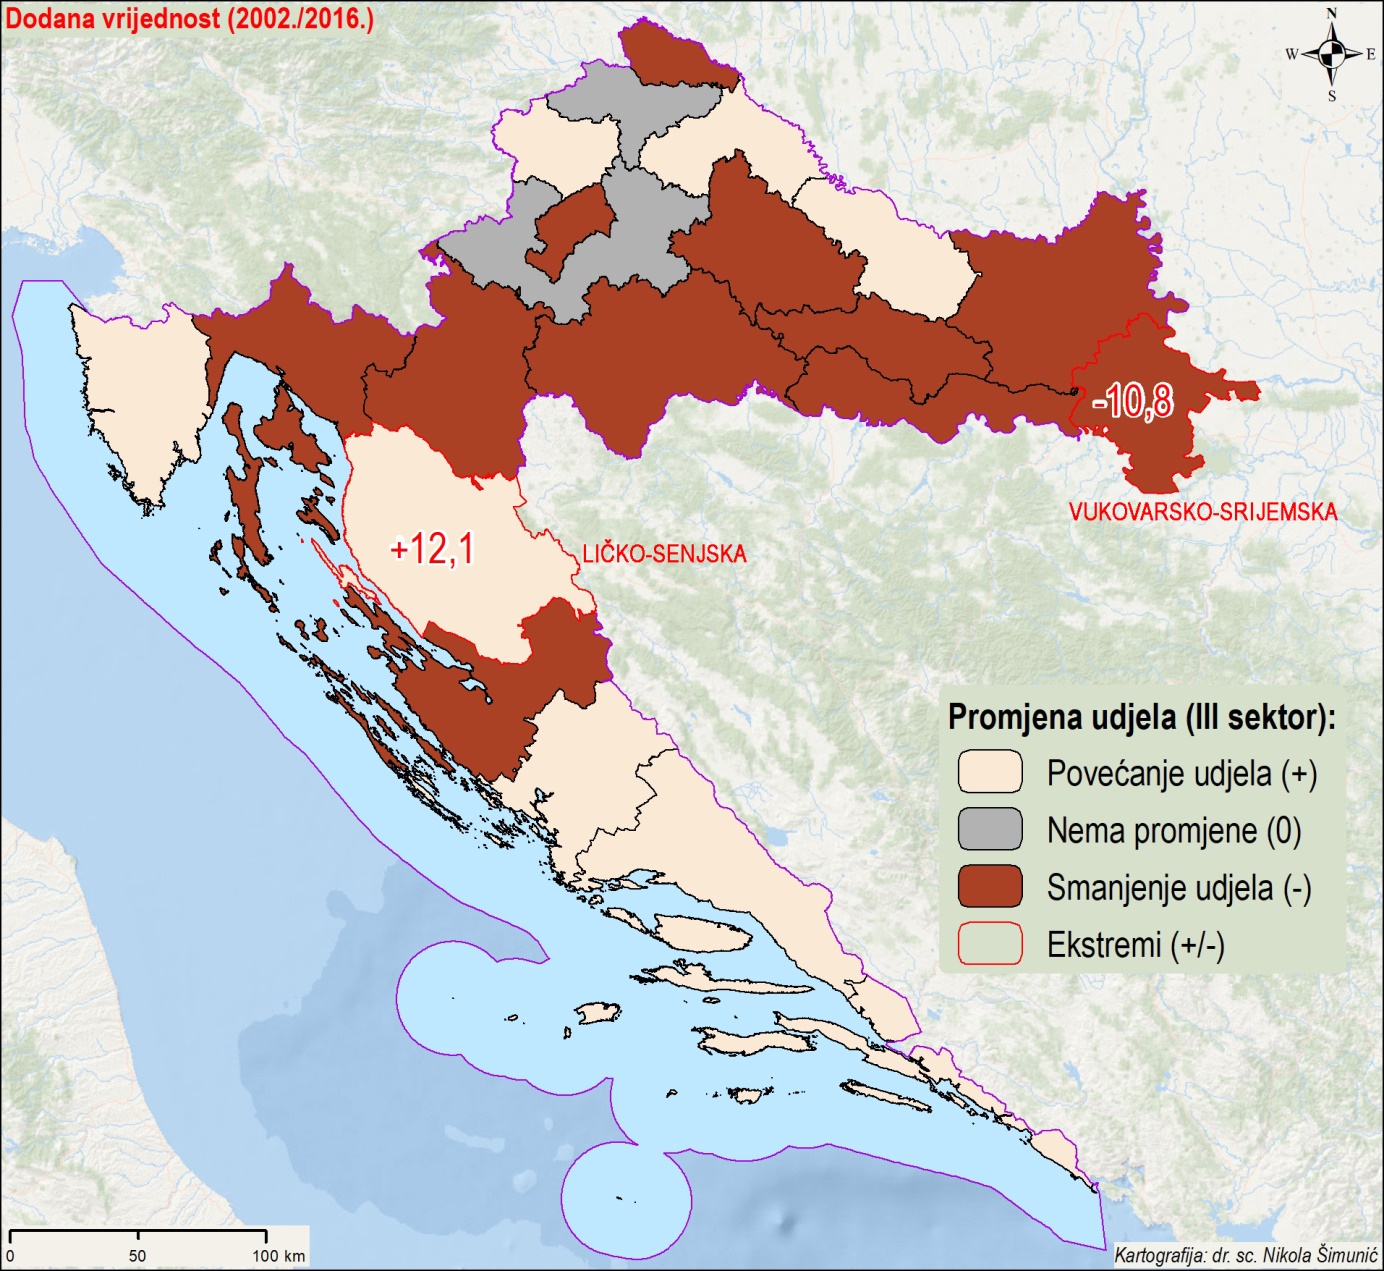 Dodana vrijednost (2002./2016.)
N
W
E
S
-10,8
VUKOVARSKO-SRIJEMSKA
+12,1
LIČKO-SENJSKA
Promjena udjela (III sektor):
Povećanje udjela (+)
Nema promjene (0)
Smanjenje udjela (-)
Ekstremi (+/-)
0 50 100 km
Kartografija: dr. sc. Nikola Šimunić